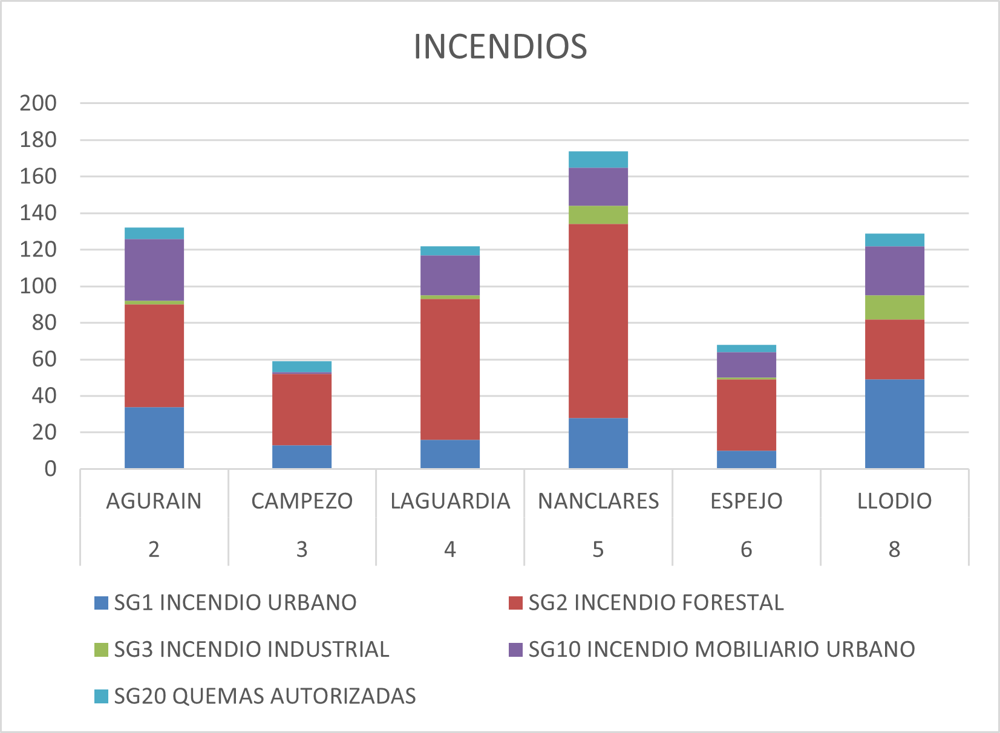 INCENDIOS
200
180
160
140
120
100
80
60
40
20
0
AGURAIN CAMPEZO LAGUARDIA NANCLARES ESPEJO LLODIO
2 3 4 5 6 8
SG1 INCENDIO URBANO SG2 INCENDIO FORESTAL
SG3 INCENDIO INDUSTRIAL SG10 INCENDIO MOBILIARIO URBANO
SG20 QUEMAS AUTORIZADAS